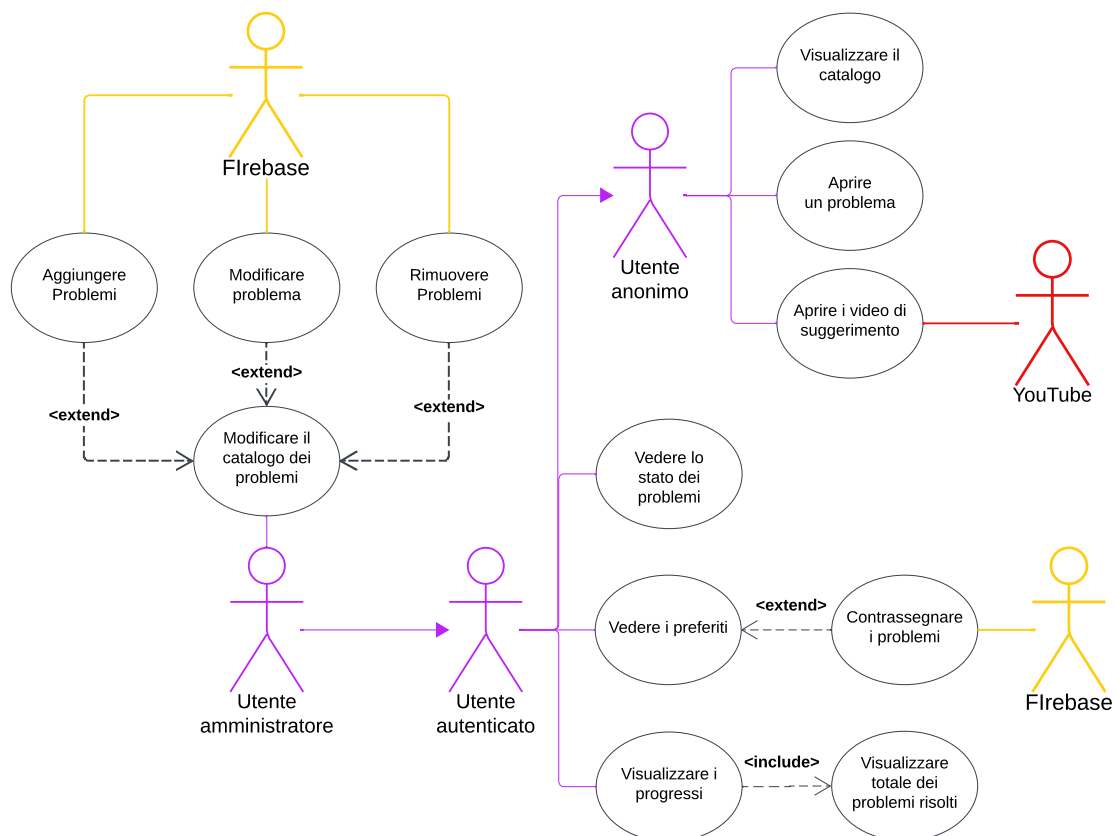 FIrebase
Aggiungere
Problemi
Modificare
problema
Rimuovere
Problemi
<extend>
<extend>
<extend>
Modificare il
catalogo dei
problemi
Utente
amministratore
Utente
autenticato
Utente
anonimo
Visualizzare il
catalogo
Aprire
un problema
Aprire i video di
suggerimento
YouTube
Vedere lo
stato dei
problemi
Vedere i preferiti
<extend>
Contrassegnare
i problemi
FIrebase
Visualizzare i
progressi
<include>
Visualizzare
totale dei
problemi risolti